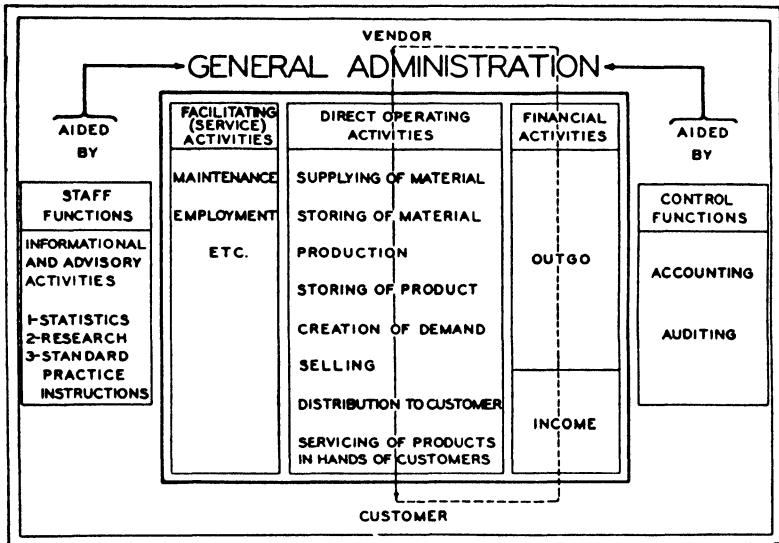 VENDOR
GENERAL ADMINISTRATION
AIDED
BY
STAFF
FUNCTIONS
INFORMATIONAL
AND ADVISORY
ACTIVITIES
1-STATISTICS
2-RESEARCH
3-STANDARD
PRACTICE
INSTRUCTIONS
FACILITATING
(SERVICE)
ACTIVITIES
MAINTENANCE
EMPLOYMENT
ETC.
DIRECT OPERATING
ACTIVITIES
SUPPLYING OF MATERIAL
STORING OF MATERIAL
PRODUCTION
STORING OF PRODUCT
CREATION OF DEMAND
SELLING
DISTRIBUTION TO CUSTOMER
SERVICING OF PRODUCTS
IN HANDS OF CUSTOMERS
FINANCIAL
ACTIVITIES
OUTGO
INCOME
AIDED
BY
CONTROL
FUNCTIONS
ACCOUNTING
AUDITING
CUSTOMER